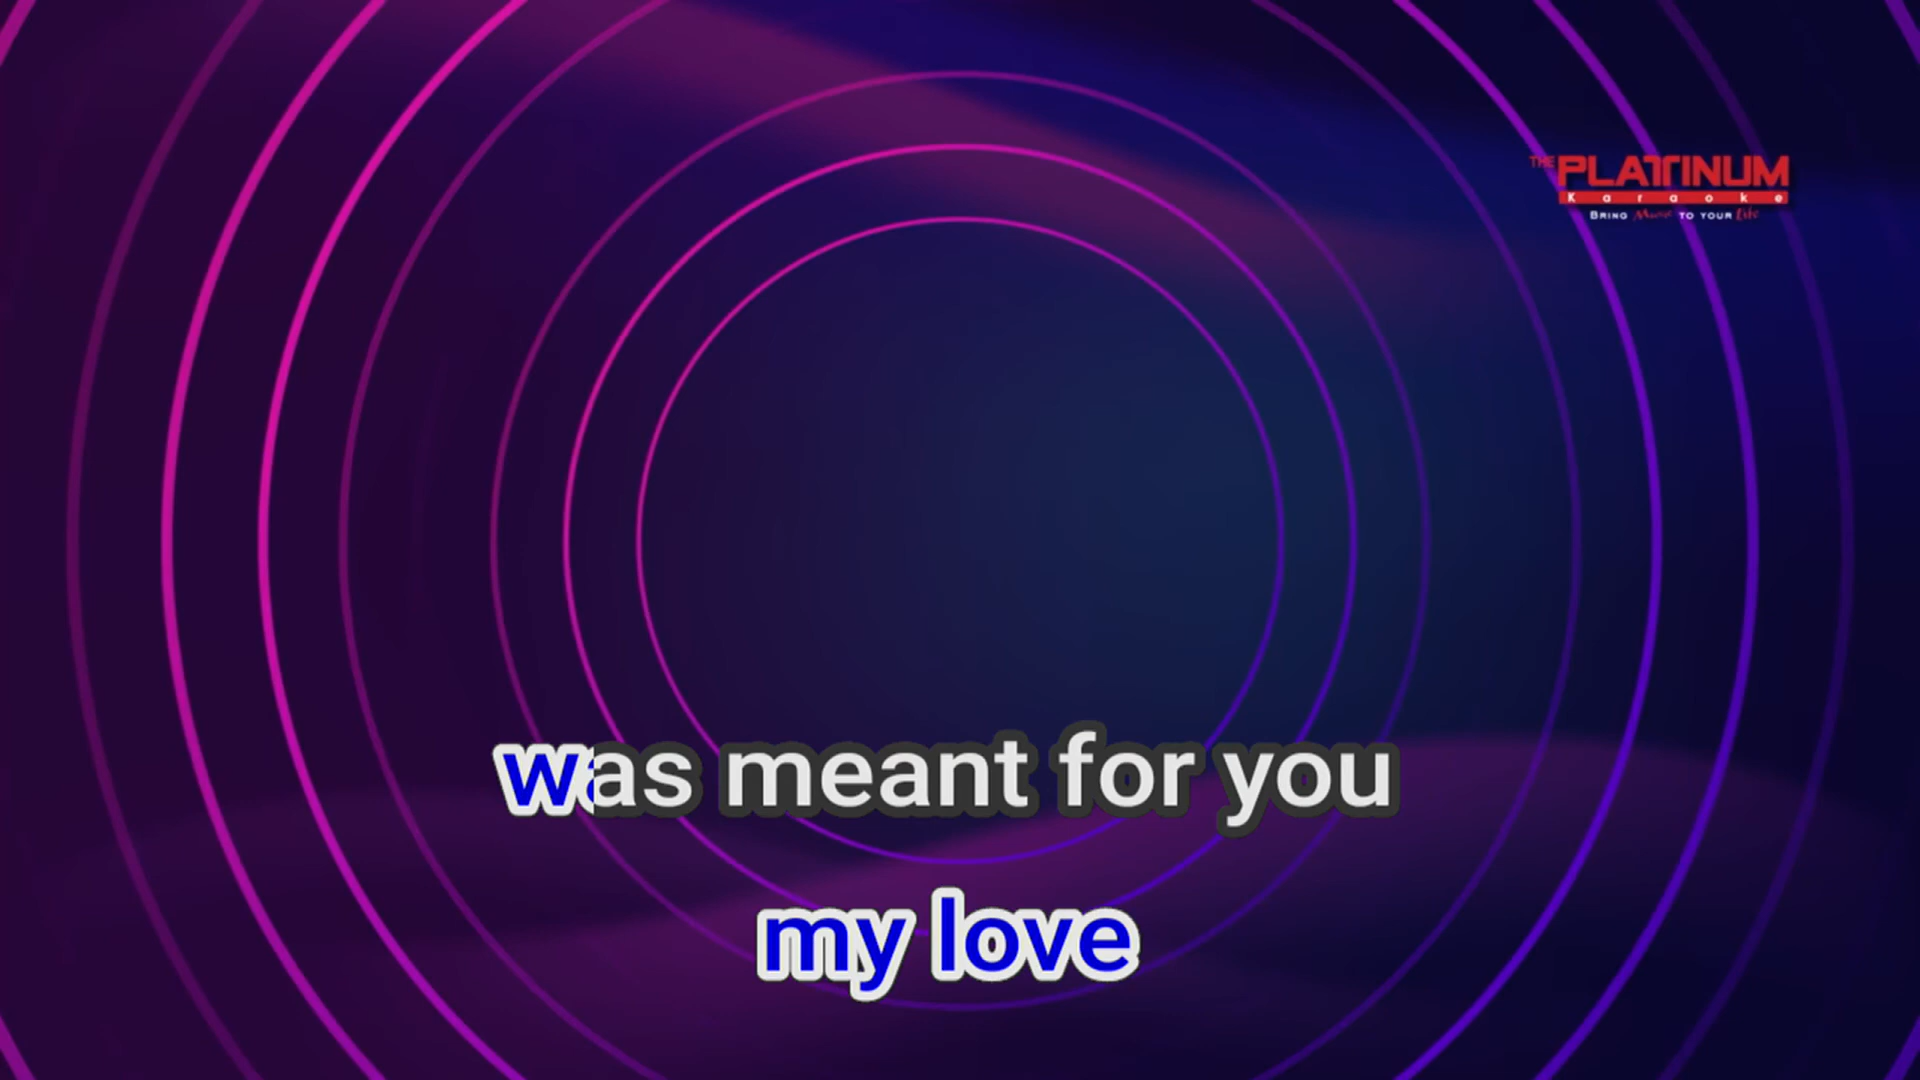 THE PLATINUM
Karaoke
BRING Music TO YOUR Life
was meant for you
my love